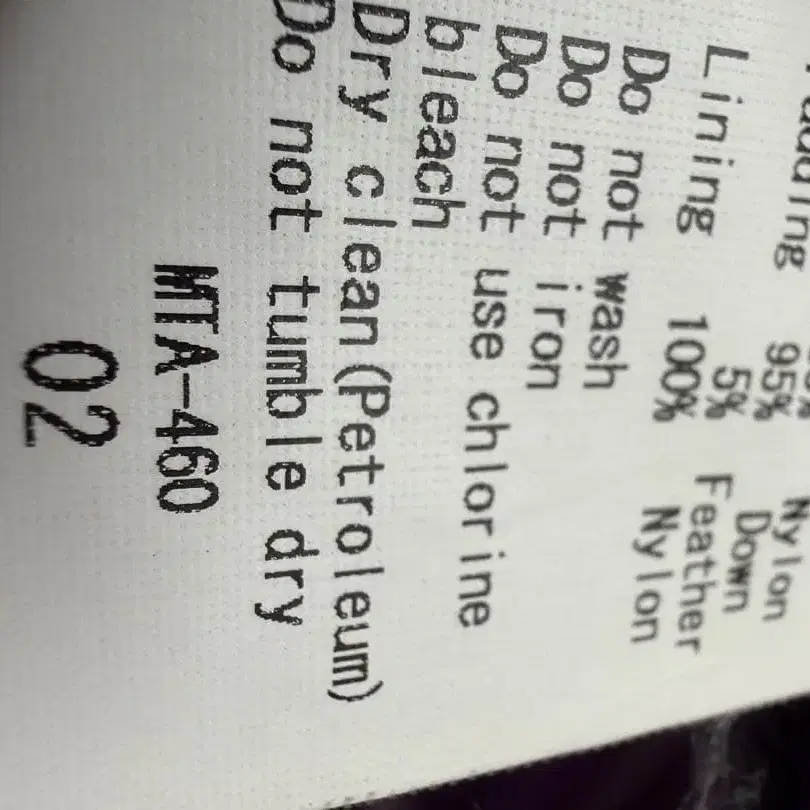 Nylon
Padding 95% Down
5% Feather
Lining 100% Nylon
Do not wash
Do not iron
Do not use chlorine
bleach
Dry clean(Petroleum)
Do not tumble dry
MTA-460
02